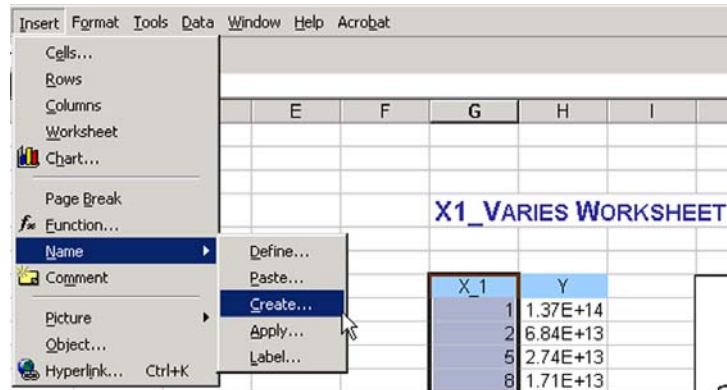 Insert Format Tools Data Window Help Acrobat
Cells...
Rows
Columns
Worksheet
Chart...
Page Break
Function...
Name
Comment
Picture
Object...
Hyperlink... Ctrl+K
Define...
Paste...
Create...
Apply...
Label...
E F G H I
X1_VARIES WORKSHEET
X_1 Y
1 1.37E+14
2 6.84E+13
5 2.74E+13
8 1.71E+13